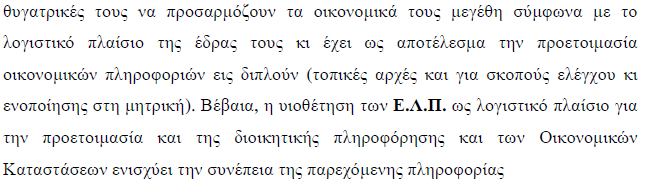 θυγατρικές τους να προσαρμόζουν τα οικονομικά τους μεγέθη σύμφωνα με το
λογιστικό πλαίσιο της έδρας τους κι έχει ως αποτέλεσμα την προετοιμασία
οικονομικών πληροφοριών εις διπλούν (τοπικές αρχές και για σκοπούς ελέγχου κι
ενοποίησης στη μητρική). Βέβαια, η υιοθέτηση των Ε.Λ.Π. ως λογιστικό πλαίσιο για
την προετοιμασία και της διοικητικής πληροφόρησης και των Οικονομικών
Καταστάσεων ενισχύει την συνέπεια της παρεχόμενης πληροφορίας